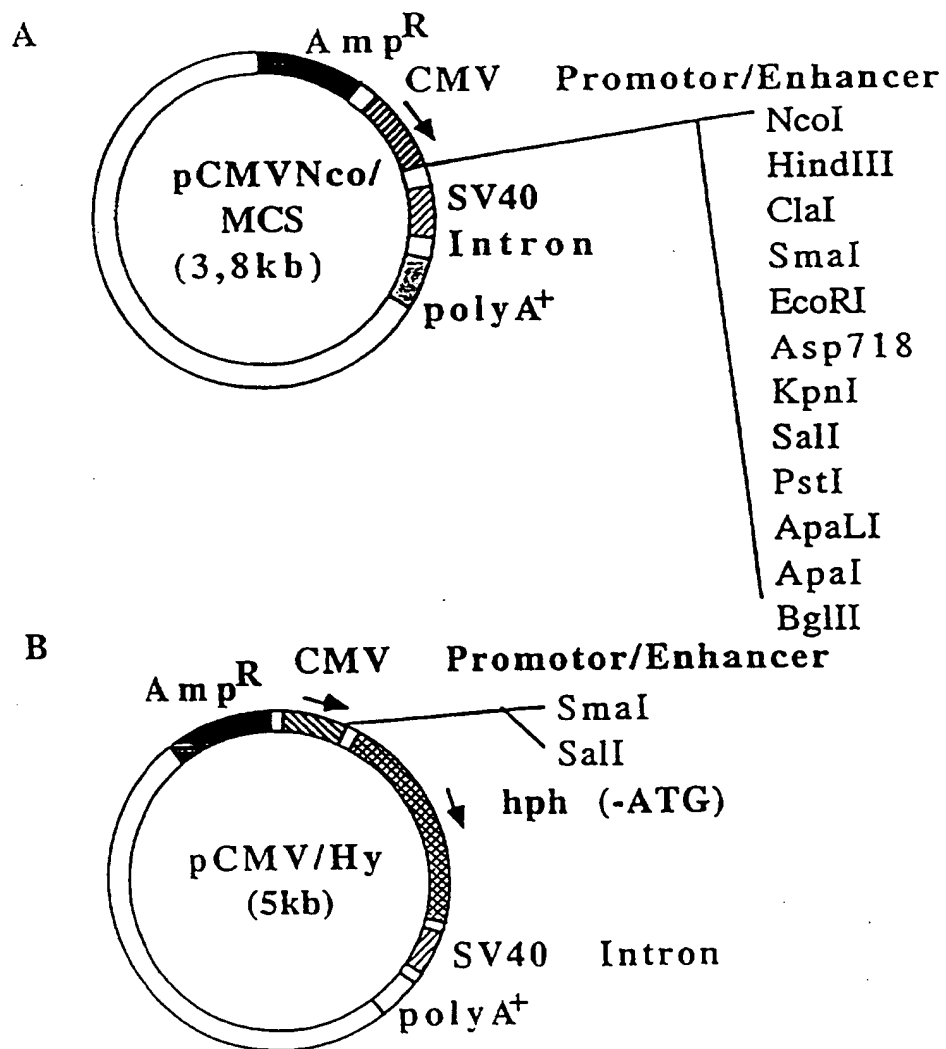 A
AmpR
CMV Promotor/Enhancer
NcoI
HindIII
ClaI
SmaI
EcoRI
Asp718
KpnI
SalI
PstI
ApaLI
ApaI
BglII
pCMVNco/
MCS
(3,8kb)
SV40
Intron
polyA+
B
AmpR
CMV Promotor/Enhancer
SmaI
SalI
hph (-ATG)
pCMV/Hy
(5kb)
SV40 Intron
polyA+